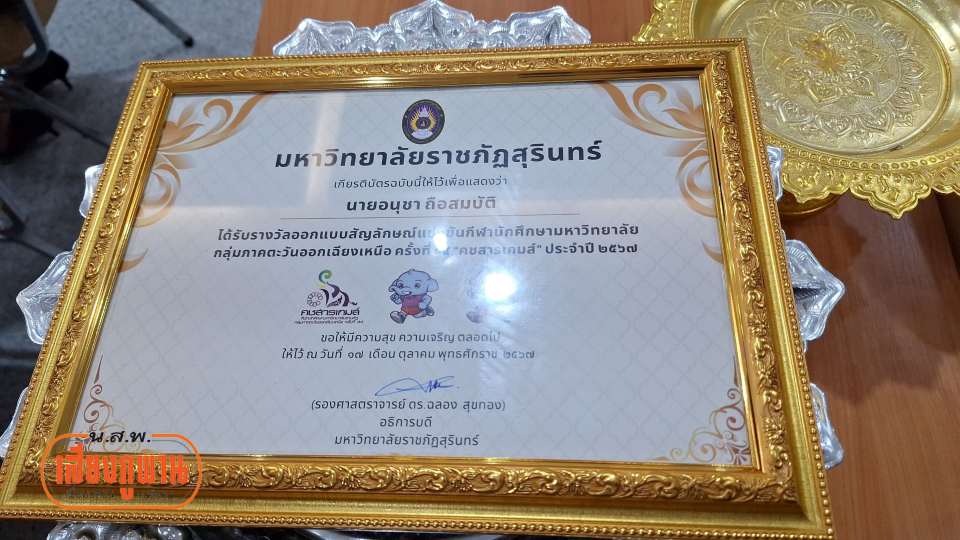 มหาวิทยาลัยราชภัฏสุรินทร์
เกียรติบัตรฉบับนี้ให้ไว้เพื่อแสดงว่า
นายอนุชา ถือสมบัติ
ได้รับรางวัลออกแบบสัญลักษณ์แข่งขันกีฬานักศึกษามหาวิทยาลัย
กลุ่มภาคตะวันออกเฉียงเหนือ ครั้งที่ "คชสารเกมส์" ประจำปี ๒๕๖๗
คชสารเกมส์
ขอให้มีความสุข ความเจริญ ตลอดไป
ให้ไว้ ณ วันที่ ๑๗ เดือน ตุลาคม พุทธศักราช ๒๕๖๗
(รองศาสตราจารย์ ดร.ฉลอง สุขทอง)
อธิการบดี
มหาวิทยาลัยราชภัฏสุรินทร์
น.ส.พ.
เสียงภูพาน